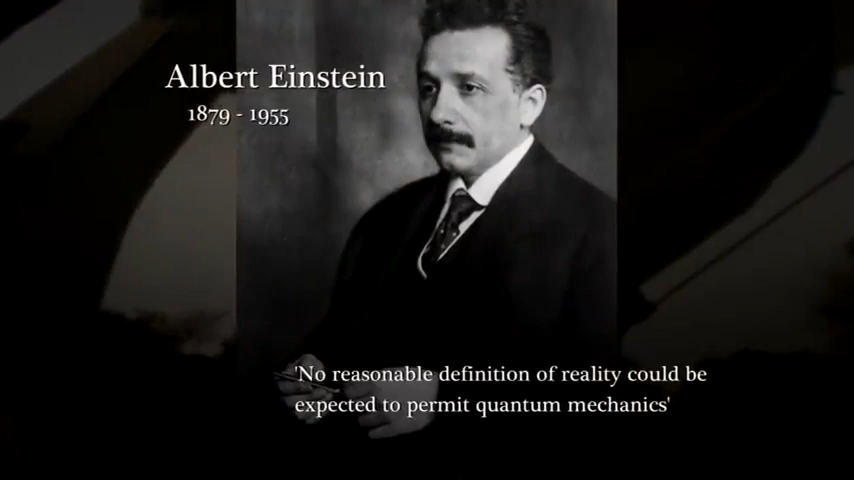 Albert Einstein
1879 - 1955
'No reasonable definition of reality could be
expected to permit quantum mechanics'